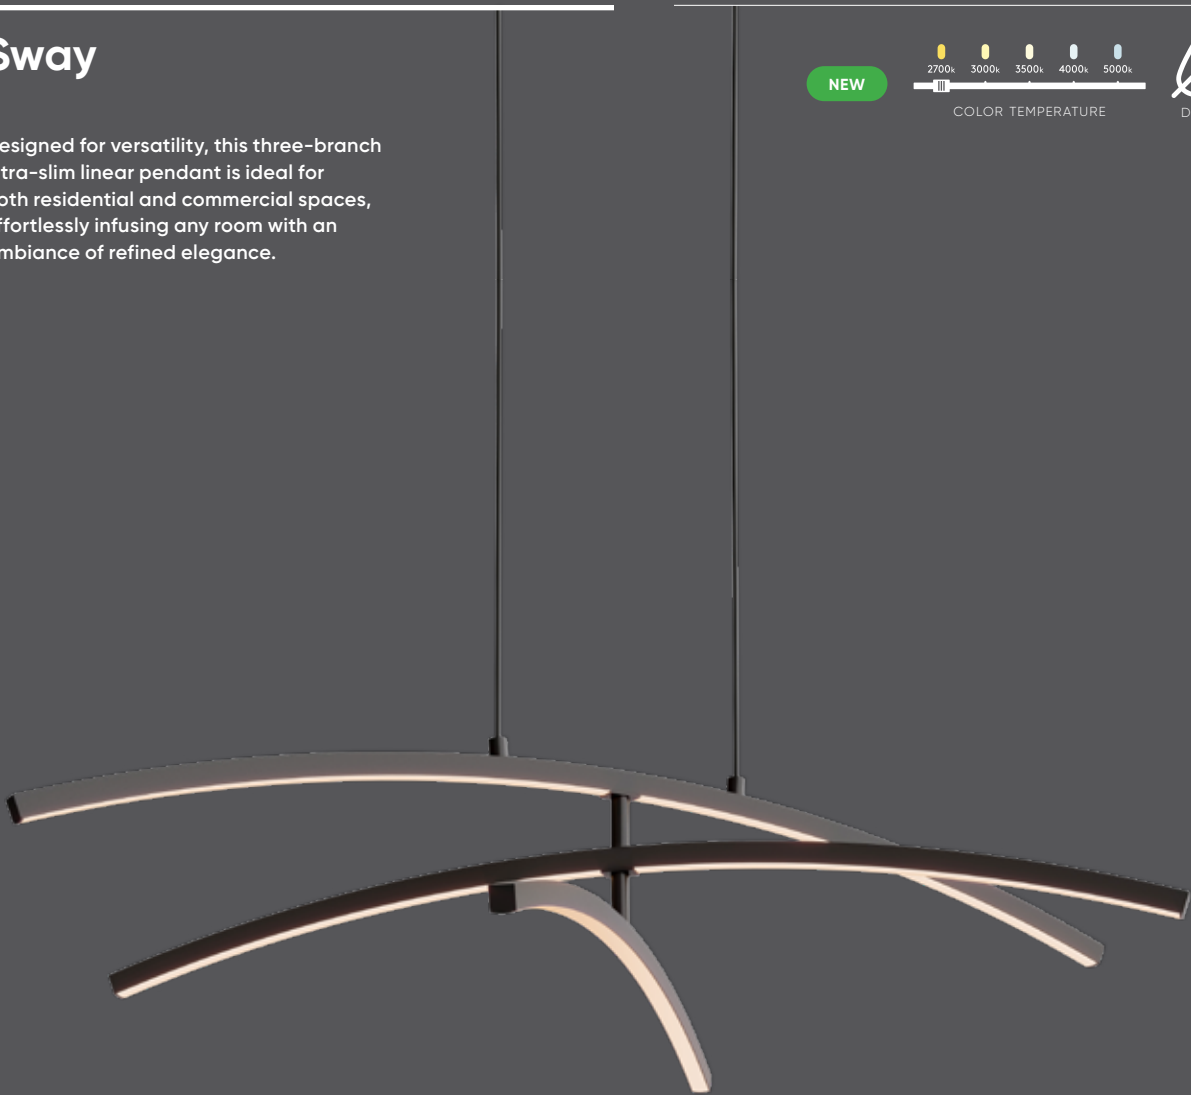 Sway
esigned for versatility, this three-branch
tra-slim linear pendant is ideal for
oth residential and commercial spaces,
ffortlessly infusing any room with an
mbiance of refined elegance.
NEW
2700K 3000K 3500K 4000K 5000K
COLOR TEMPERATURE
D